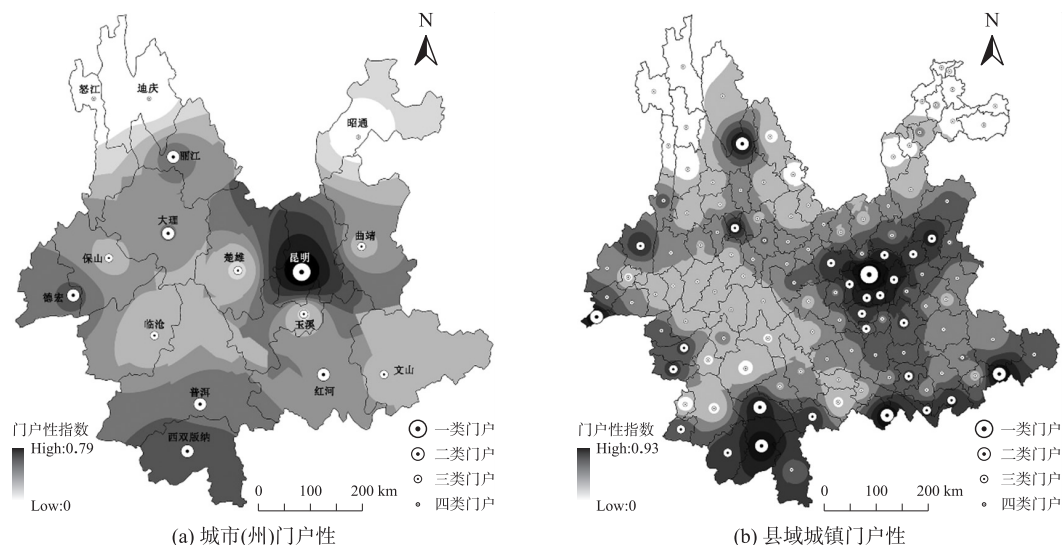 N
怒江
迪庆
昭通
丽江
大理
保山
楚雄
昆明
曲靖
德宏
临沧
玉溪
普洱
红河
文山
西双版纳
门户性指数
High:0.79
Low:0
一类门户
二类门户
三类门户
四类门户
0 100 200 km
(a) 城市(州)门户性
N
门户性指数
High:0.93
Low:0
一类门户
二类门户
三类门户
四类门户
0 100 200 km
(b) 县域城镇门户性